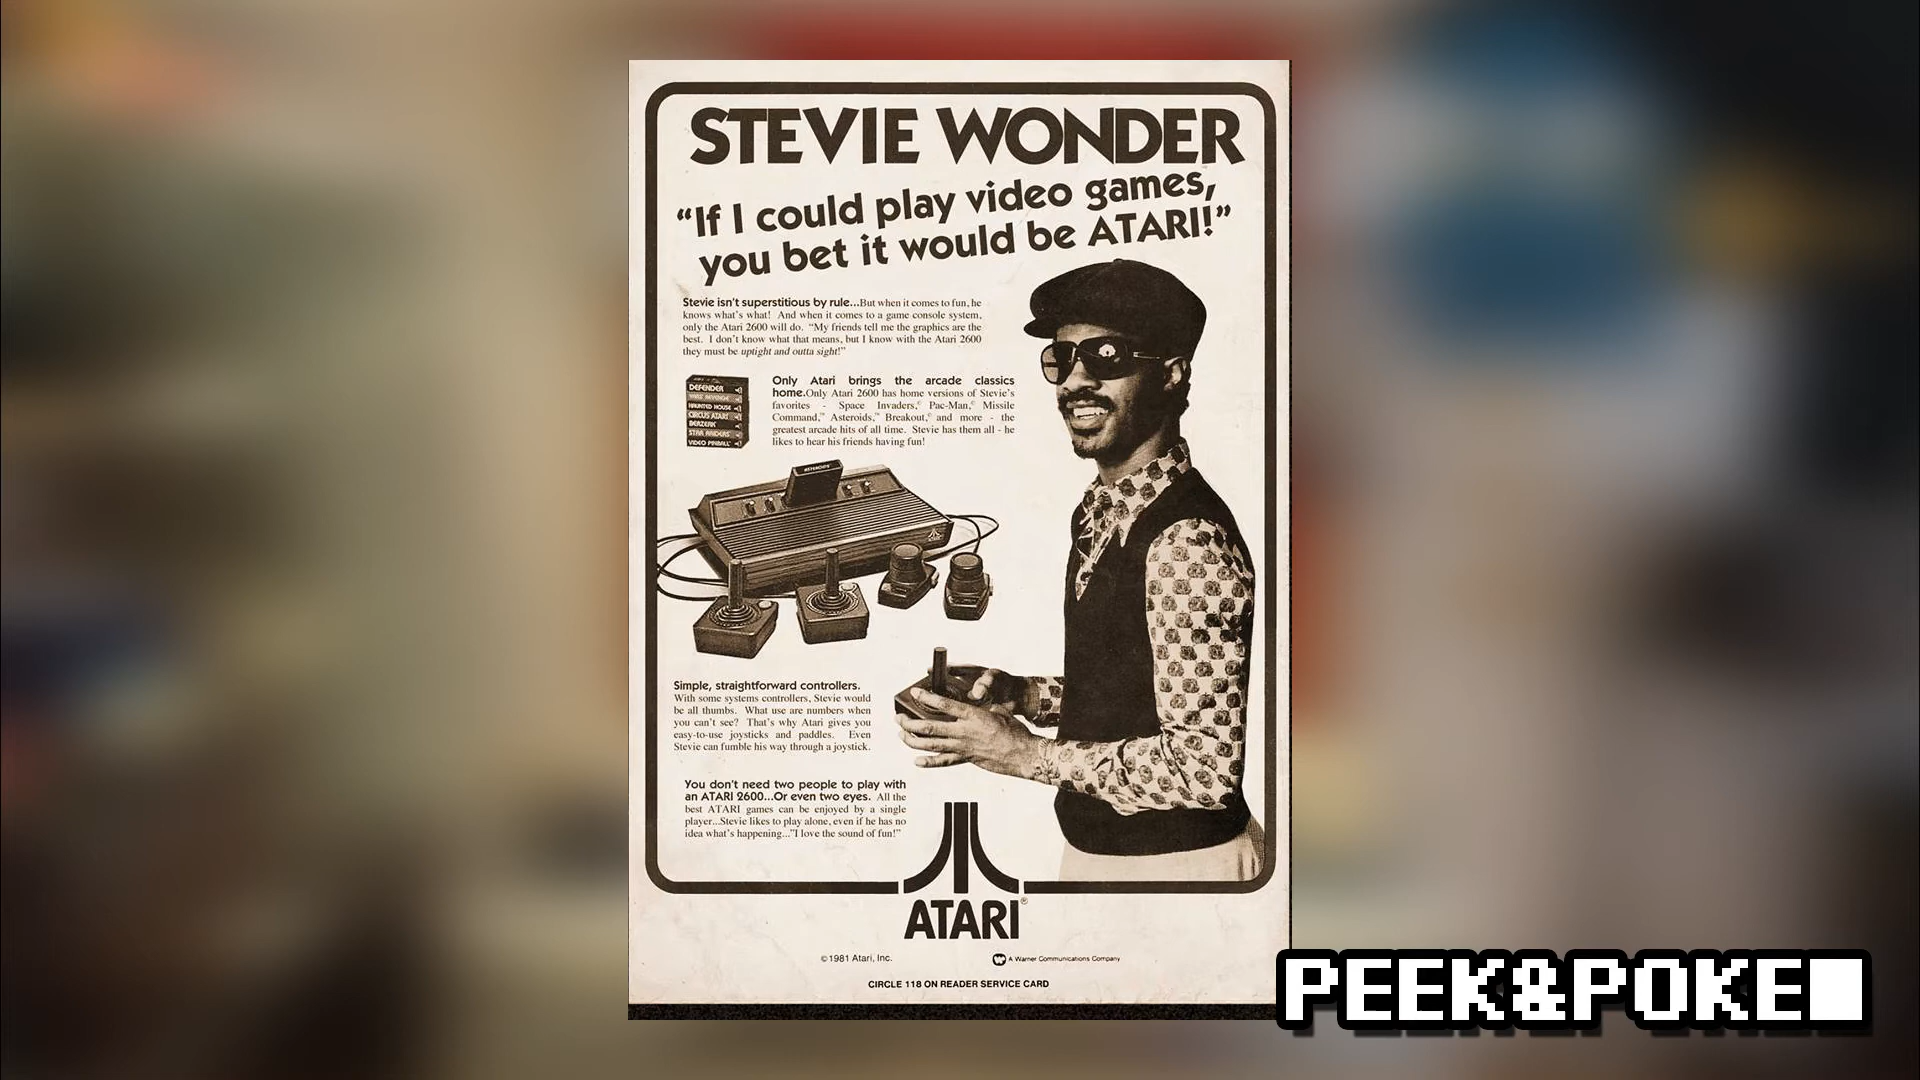 STEVIE WONDER
“If I could play video games,
you bet it would be ATARI!”
Stevie isn't superstitious by rule...But when it comes to fun, he
knows what's what! And when it comes to a game console system,
only the Atari 2600 will do. “My friends tell me the graphics are the
best. I don't know what that means, but I know with the Atari 2600
they must be uptight and outta sight!”
DEFENDER
YARS' REVENGE
HAUNTED HOUSE
CIRCUS ATARI
BERZERK
STAR RAIDERS
VIDEO PINBALL
Only Atari brings the arcade classics
home.Only Atari 2600 has home versions of Stevie's
favorites - Space Invaders,© Pac-Man,© Missile
Command,™ Asteroids,™ Breakout,© and more - the
greatest arcade hits of all time. Stevie has them all - he
likes to hear his friends having fun!
ASTEROIDS
Simple, straightforward controllers.
With some systems controllers, Stevie would
be all thumbs. What use are numbers when
you can't see? That's why Atari gives you
easy-to-use joysticks and paddles. Even
Stevie can fumble his way through a joystick.
You don't need two people to play with
an ATARI 2600...Or even two eyes. All the
best ATARI games can be enjoyed by a single
player...Stevie likes to play alone, even if he has no
idea what's happening...”I love the sound of fun!”
ATARI®
©1981 Atari, Inc.
A Warner Communications Company
CIRCLE 118 ON READER SERVICE CARD
PEEK&POKE